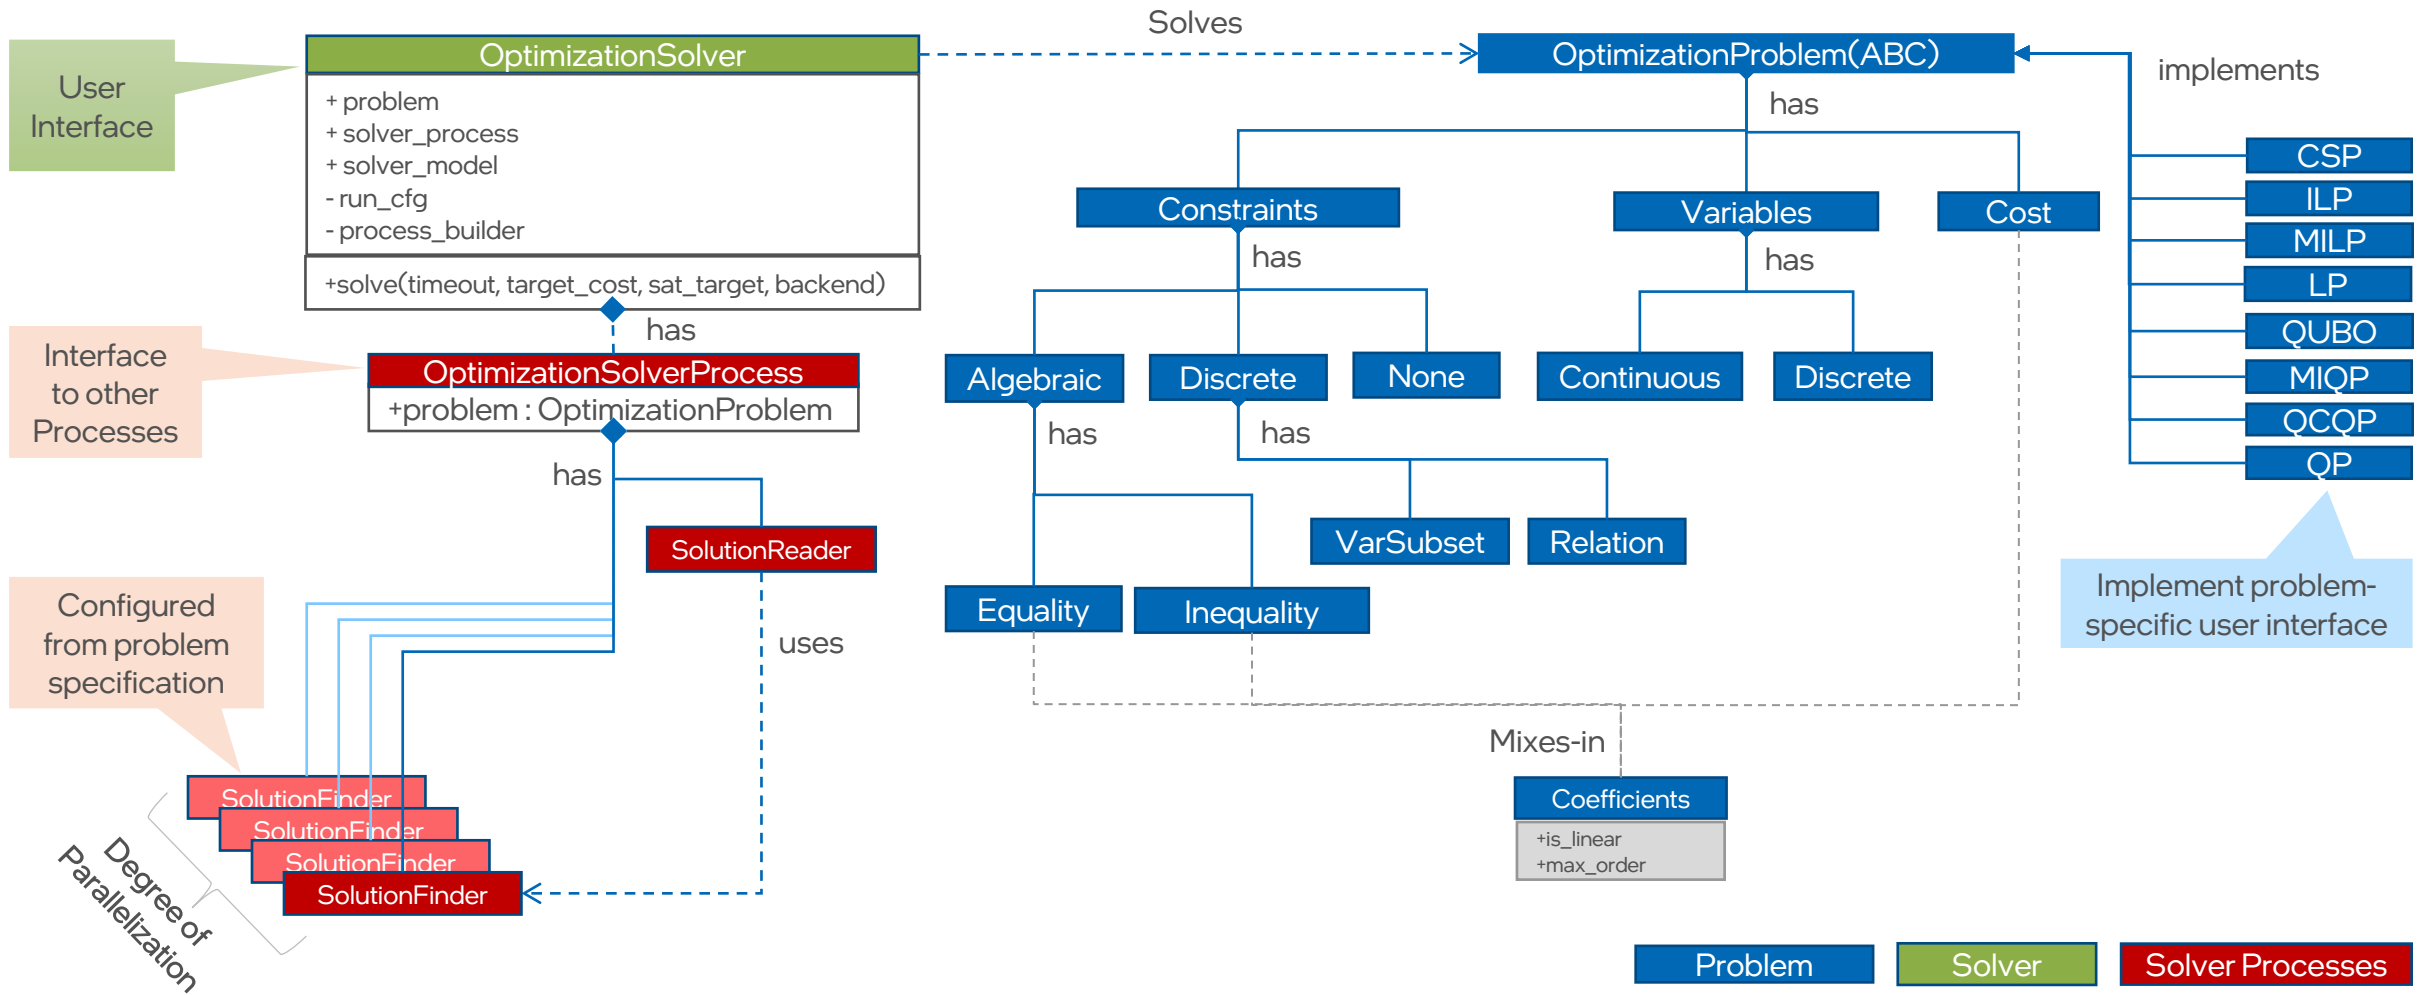 Solves
OptimizationSolver
OptimizationProblem(ABC)
implements
User
Interface
+ problem
+ solver_process
+ solver_model
- run_cfg
- process_builder
+solve(timeout, target_cost, sat_target, backend)
has
has
Interface
to other
Processes
OptimizationSolverProcess
+problem : OptimizationProblem
has
SolutionReader
uses
Configured
from problem
specification
SolutionFinder
SolutionFinder
SolutionFinder
SolutionFinder
Degree of
Parallelization
Constraints
Variables
Cost
has
has
Algebraic
Discrete
None
Continuous
Discrete
has
has
VarSubset
Relation
Equality
Inequality
Mixes-in
Coefficients
+is_linear
+max_order
CSP
ILP
MILP
LP
QUBO
MIQP
QCQP
QP
Implement problem-
specific user interface
Problem
Solver
Solver Processes